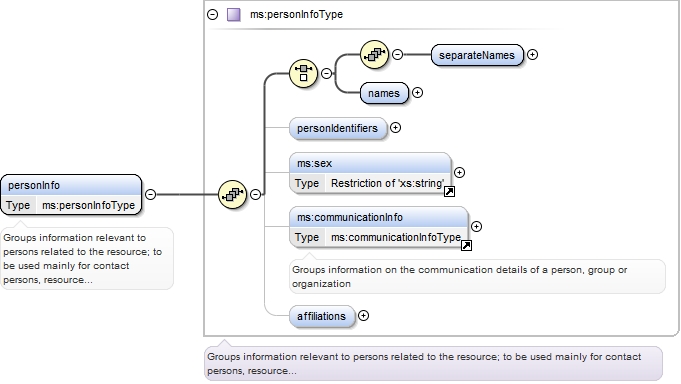 ms:personInfoType
separateNames
names
personIdentifiers
ms:sex
Type Restriction of 'xs:string'
personInfo
Type ms:personInfoType
Groups information relevant to
persons related to the resource; to
be used mainly for contact
persons, resource...
ms:communicationInfo
Type ms:communicationInfoType
Groups information on the communication details of a person, group or
organization
affiliations
Groups information relevant to persons related to the resource; to be used mainly for contact
persons, resource...